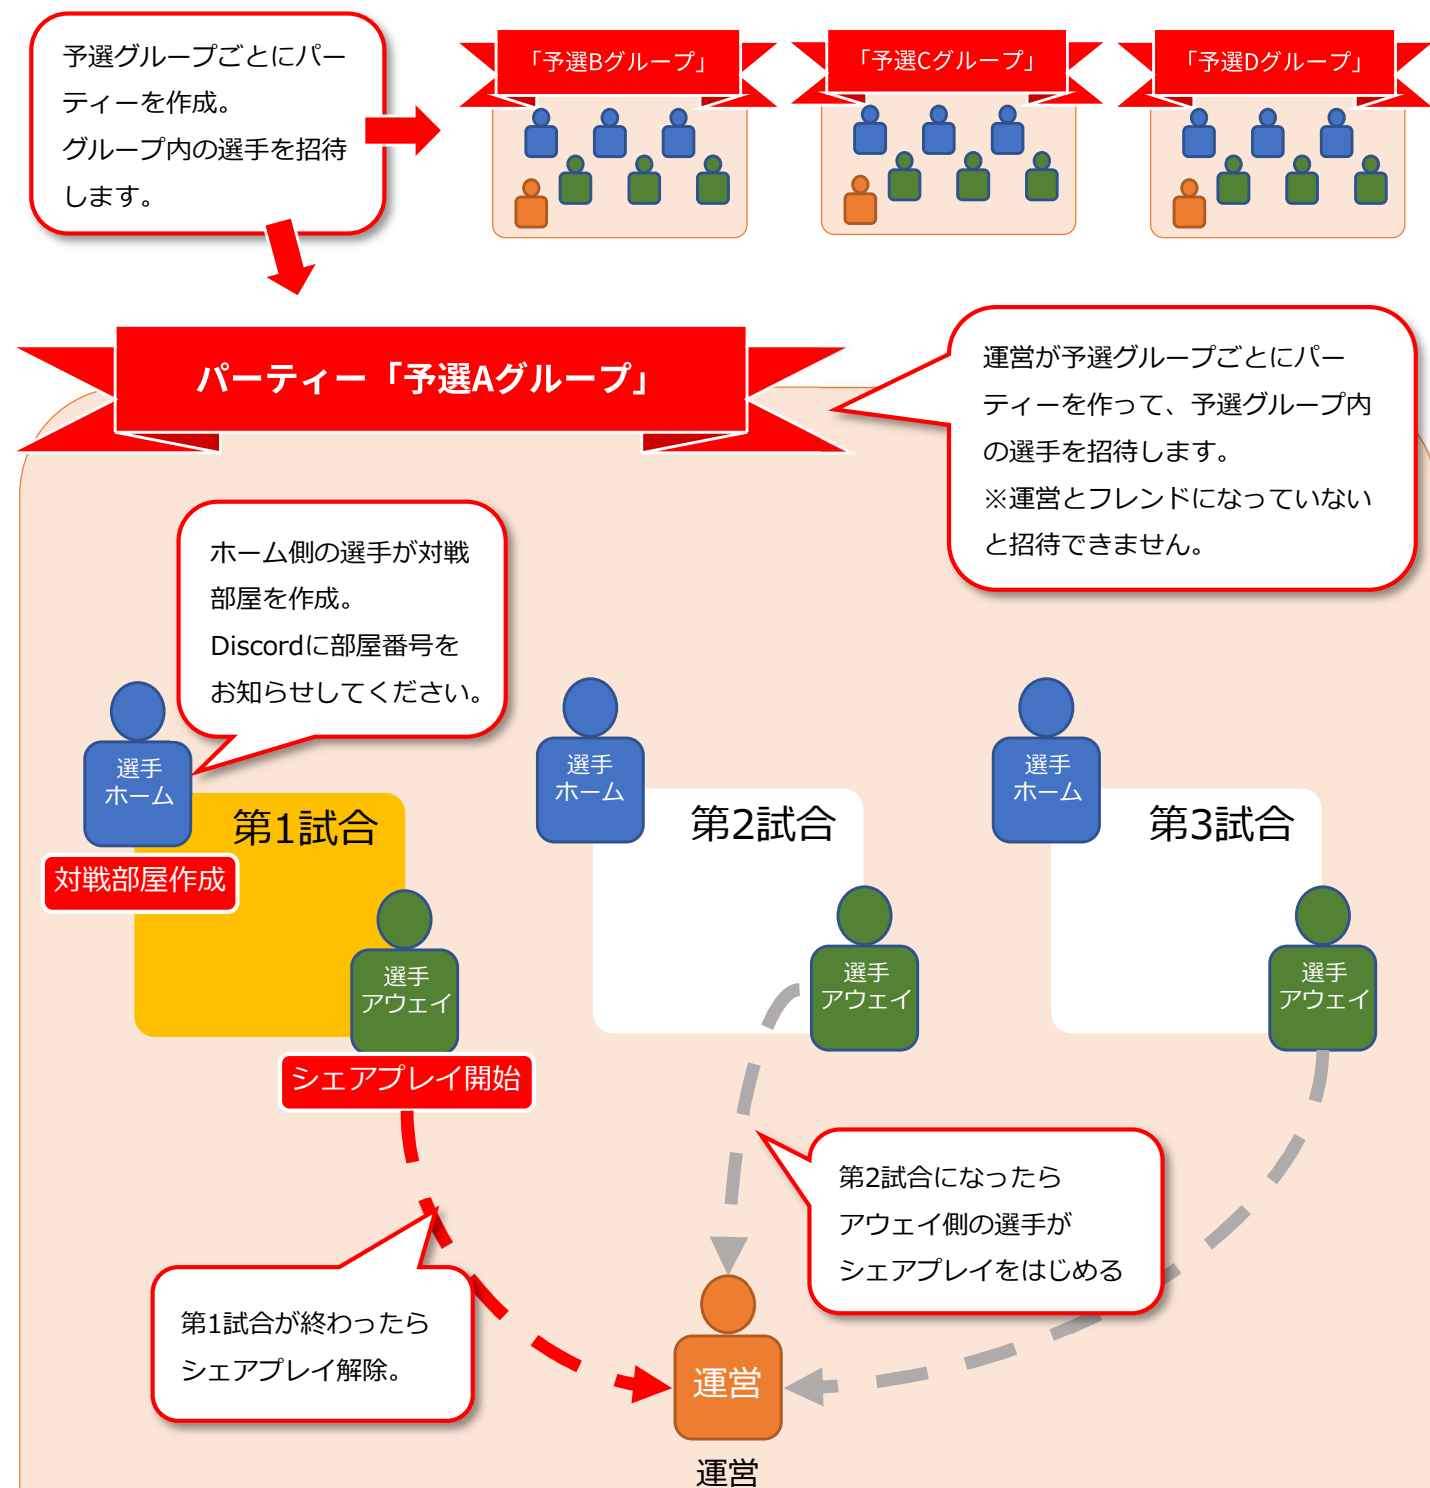 予選グループごとにパー
ティーを作成。
グループ内の選手を招待
します。
「予選Bグループ」
「予選Cグループ」
「予選Dグループ」
パーティー「予選Aグループ」
運営が予選グループごとにパー
ティーを作って、予選グループ内
の選手を招待します。
※運営とフレンドになっていない
と招待できません。
ホーム側の選手が対戦
部屋を作成。
Discordに部屋番号を
お知らせしてください。
選手
ホーム
第1試合
対戦部屋作成
選手
アウェイ
シェアプレイ開始
選手
ホーム
第2試合
選手
アウェイ
選手
ホーム
第3試合
選手
アウェイ
第2試合になったら
アウェイ側の選手が
シェアプレイをはじめる
第1試合が終わったら
シェアプレイ解除。
運営
運営